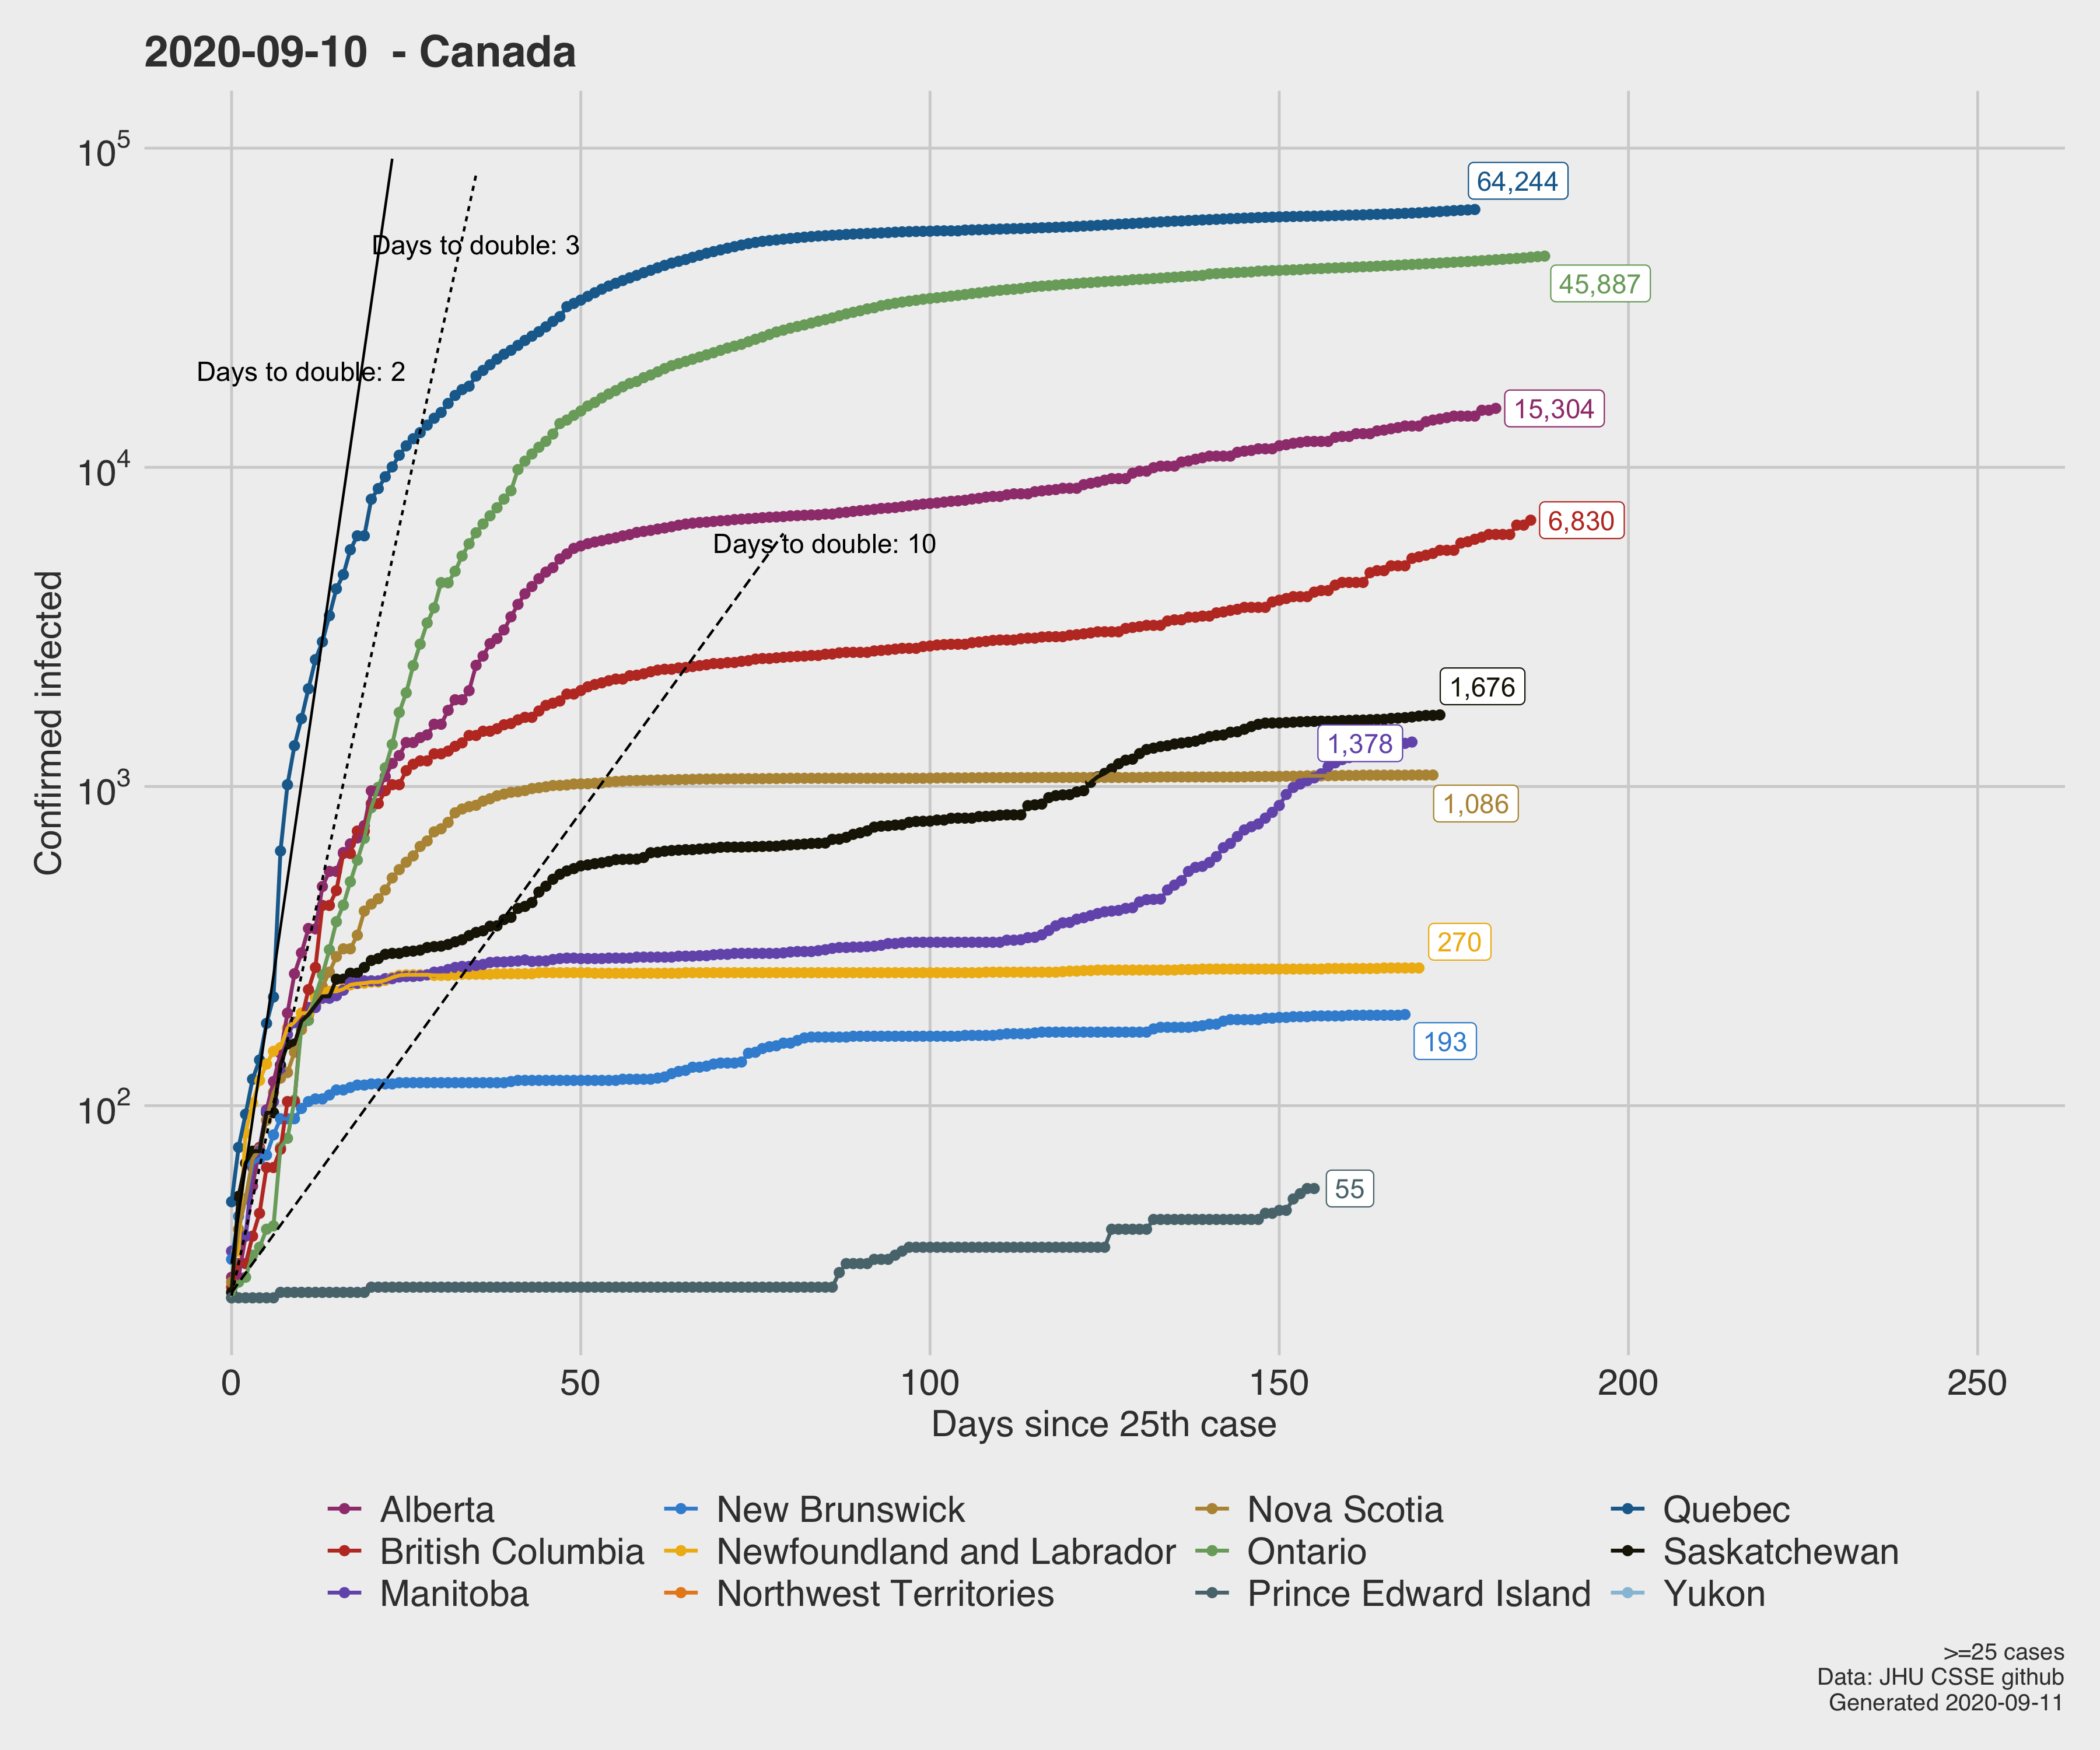 2020-09-10  - Canada
10^5
10^4
10^3
10^2
Confirmed infected
Days to double: 3
Days to double: 2
Days to double: 10
64,244
45,887
15,304
6,830
1,676
1,378
1,086
270
193
55
0 50 100 150 200 250
Days since 25th case
Alberta New Brunswick Nova Scotia Quebec
British Columbia Newfoundland and Labrador Ontario Saskatchewan
Manitoba Northwest Territories Prince Edward Island Yukon
>=25 cases
Data: JHU CSSE github
Generated 2020-09-11